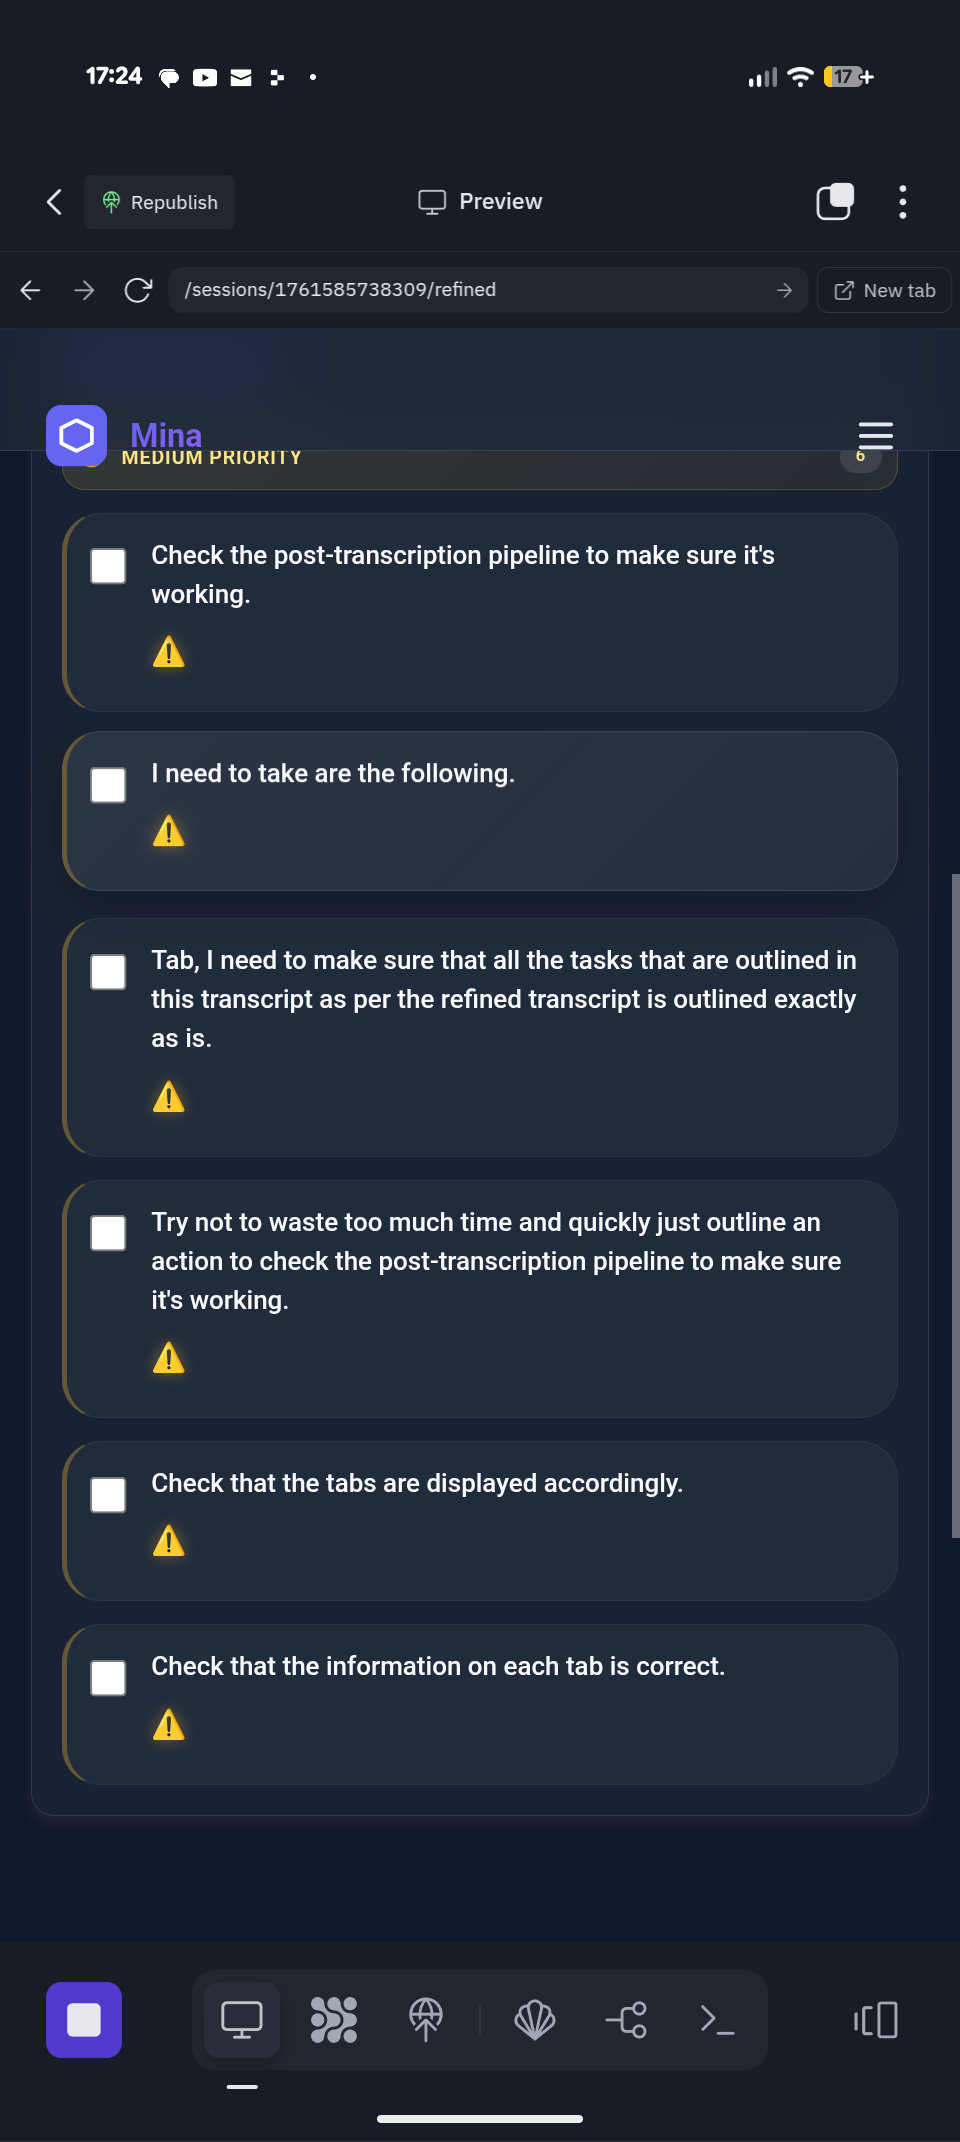 17:24
17+
Republish
Preview
/sessions/1761585738309/refined
New tab
Mina
MEDIUM PRIORITY
6
Check the post-transcription pipeline to make sure it's
working.
I need to take are the following.
Tab, I need to make sure that all the tasks that are outlined in
this transcript as per the refined transcript is outlined exactly
as is.
Try not to waste too much time and quickly just outline an
action to check the post-transcription pipeline to make sure
it's working.
Check that the tabs are displayed accordingly.
Check that the information on each tab is correct.